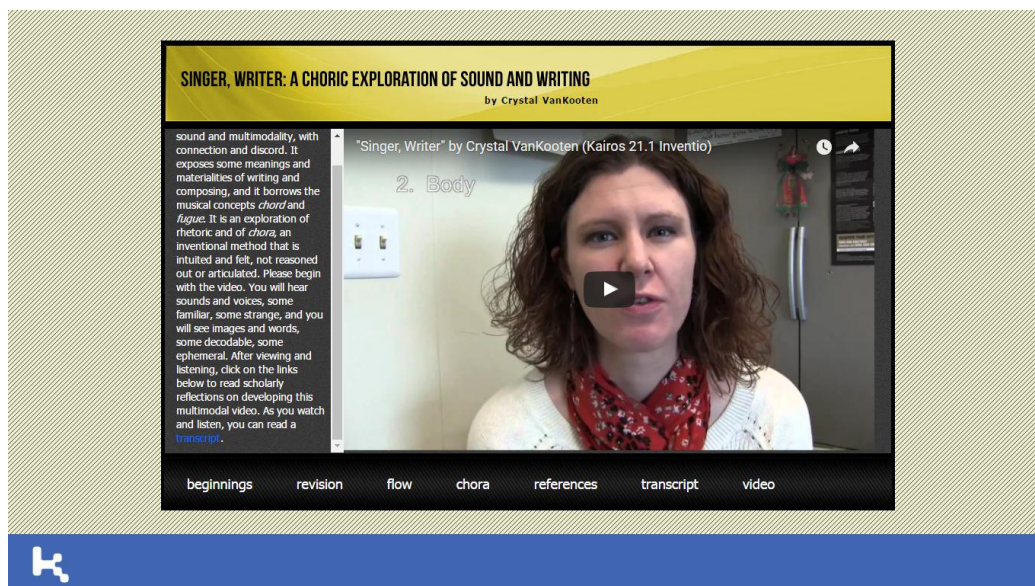 SINGER, WRITER: A CHORIC EXPLORATION OF SOUND AND WRITING
by Crystal VanKooten
sound and multimodality, with
connection and discord. It
exposes some meanings and
materialities of writing and
composing, and it borrows the
musical concepts chord and
fugue. It is an exploration of
rhetoric and of chora, an
inventional method that is
intuited and felt, not reasoned
out or articulated. Please begin
with the video. You will hear
sounds and voices, some
familiar, some strange, and you
will see images and words,
some decodable, some
ephemeral. After viewing and
listening, click on the links
below to read scholarly
reflections on developing this
multimodal video. As you watch
and listen, you can read a
transcript.
"Singer, Writer" by Crystal VanKooten (Kairos 21.1 Inventio)
2. Body
beginnings revision flow chora references transcript video